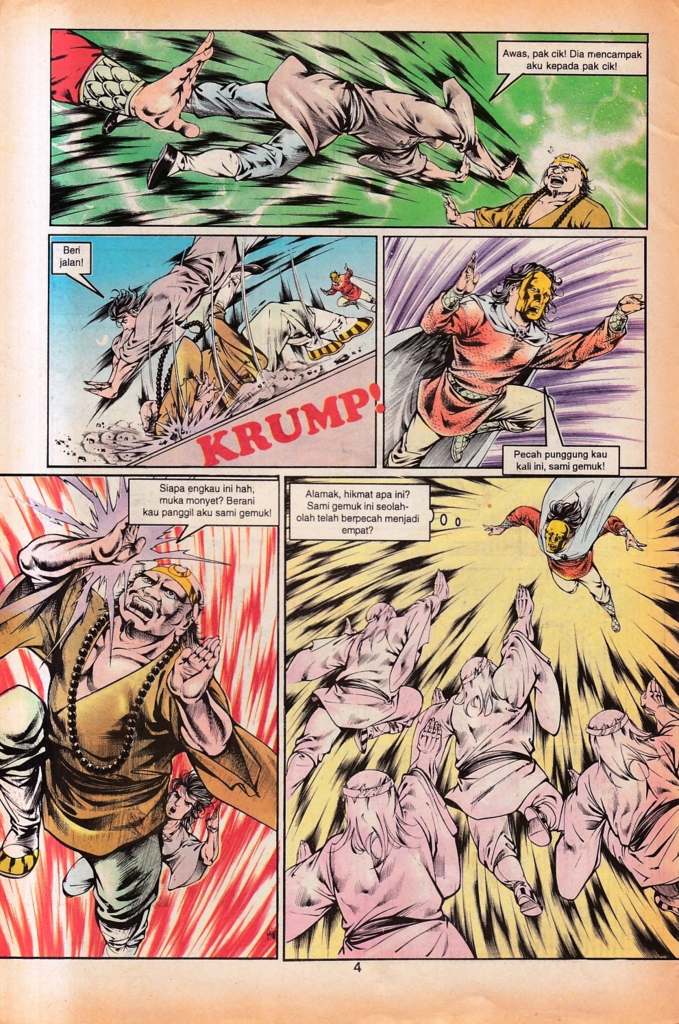 Awas, pak cik! Dia mencampak
aku kepada pak cik!
Beri
jalan!
KRUMP!
Pecah punggung kau
kali ini, sami gemuk!
Siapa engkau ini hah,
muka monyet? Berani
kau panggil aku sami gemuk!
Alamak, hikmat apa ini?
Sami gemuk ini seolah-
olah telah berpecah menjadi
empat?
4